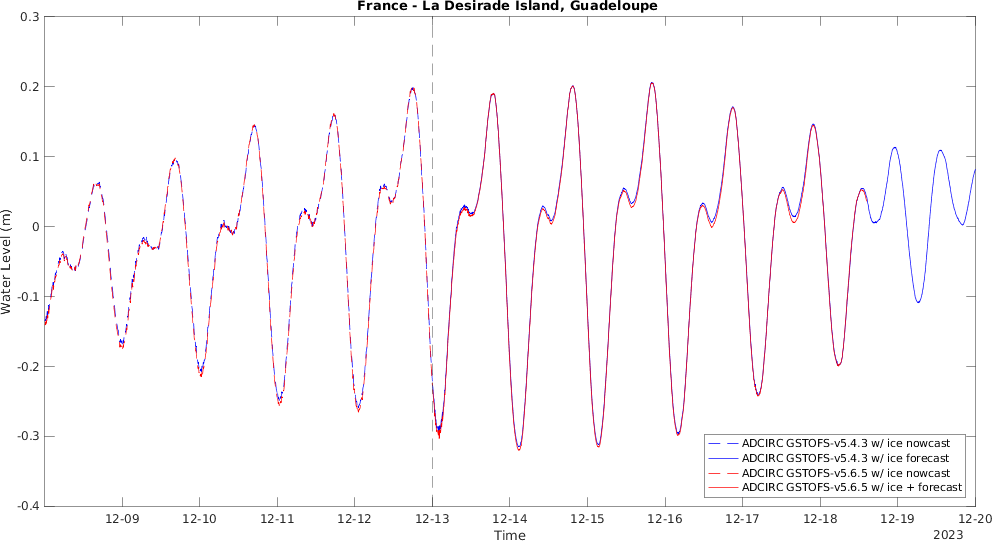 France - La Desirade Island, Guadeloupe
Water Level (m)
0.3
0.2
0.1
0
-0.1
-0.2
-0.3
-0.4
ADCIRC GSTOFS-v5.4.3 w/ ice nowcast
ADCIRC GSTOFS-v5.4.3 w/ ice forecast
ADCIRC GSTOFS-v5.6.5 w/ ice nowcast
ADCIRC GSTOFS-v5.6.5 w/ ice + forecast
12-09 12-10 12-11 12-12 12-13 12-14 12-15 12-16 12-17 12-18 12-19 12-20
Time
2023